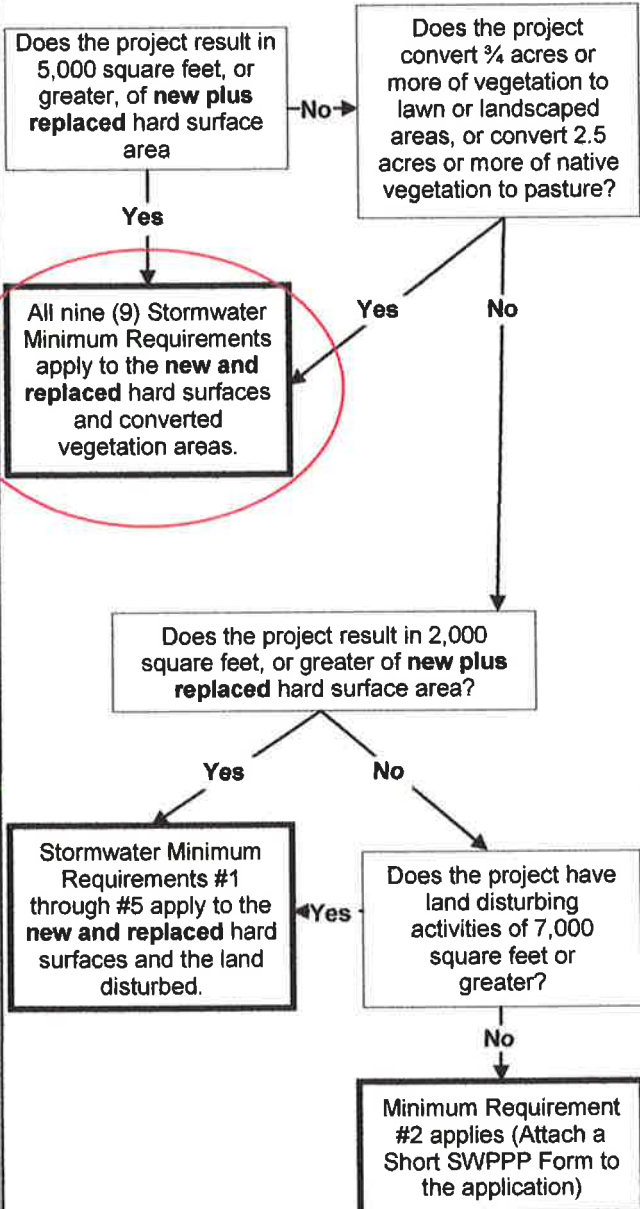 Does the project result in
5,000 square feet, or
greater, of new plus
replaced hard surface
area
No
Does the project
convert ¾ acres or
more of vegetation to
lawn or landscaped
areas, or convert 2.5
acres or more of native
vegetation to pasture?
Yes
Yes
No
All nine (9) Stormwater
Minimum Requirements
apply to the new and
replaced hard surfaces
and converted
vegetation areas.
Does the project result in 2,000
square feet, or greater of new plus
replaced hard surface area?
Yes
No
Stormwater Minimum
Requirements #1
through #5 apply to the
new and replaced hard
surfaces and the land
disturbed.
Yes
Does the project have
land disturbing
activities of 7,000
square feet or
greater?
No
Minimum Requirement
#2 applies (Attach a
Short SWPPP Form to
the application)